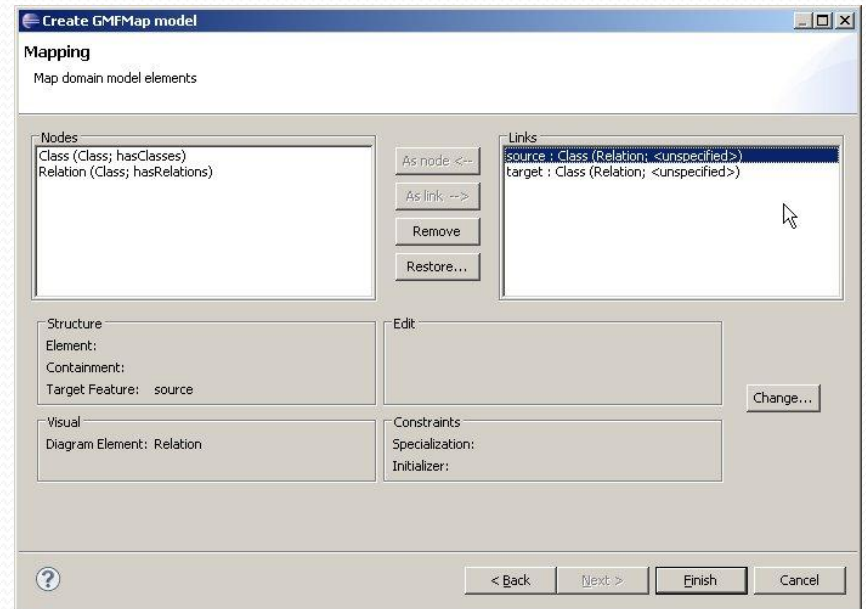 Create GMFMap model
Mapping
Map domain model elements
Nodes
Class (Class; hasClasses)
Relation (Class; hasRelations)
As node <--
As link -->
Remove
Restore...
Links
source : Class (Relation; <unspecified>)
target : Class (Relation; <unspecified>)
Structure
Element:
Containment:
Target Feature: source
Edit
Change...
Visual
Diagram Element: Relation
Constraints
Specialization:
Initializer:
?
< Back
Next >
Finish
Cancel